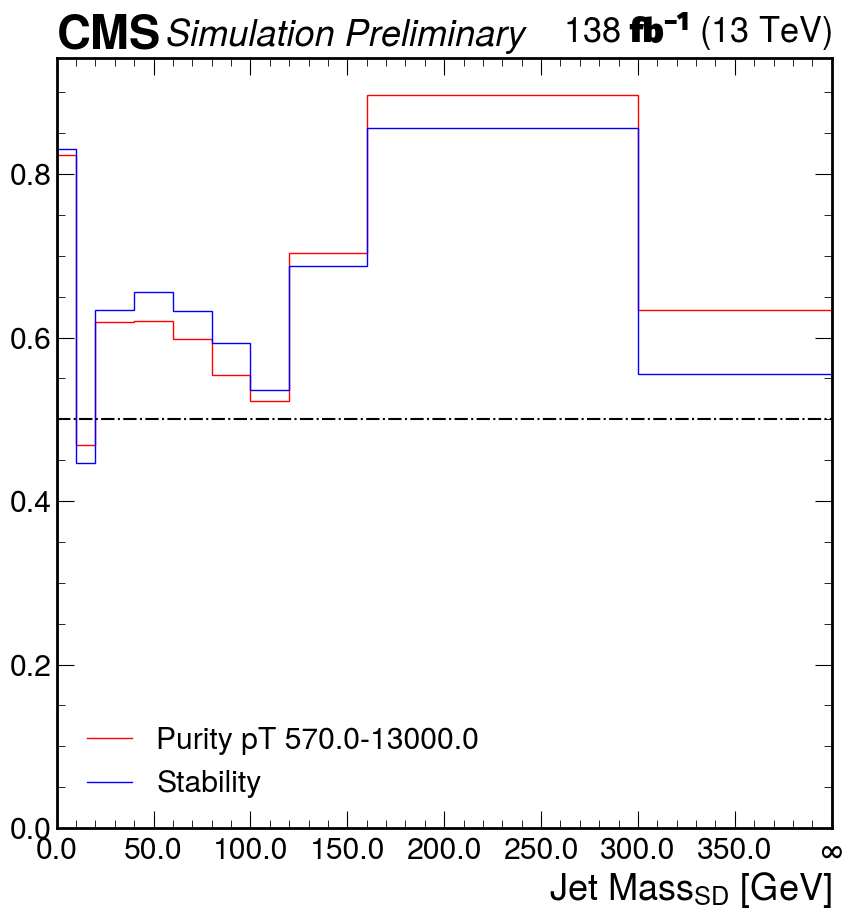 CMS Simulation Preliminary 138 fb⁻¹ (13 TeV)
0.8
0.6
0.4
0.2
0.0
Purity pT 570.0-13000.0
Stability
0.0 50.0 100.0 150.0 200.0 250.0 300.0 350.0 ∞
Jet Mass_SD [GeV]